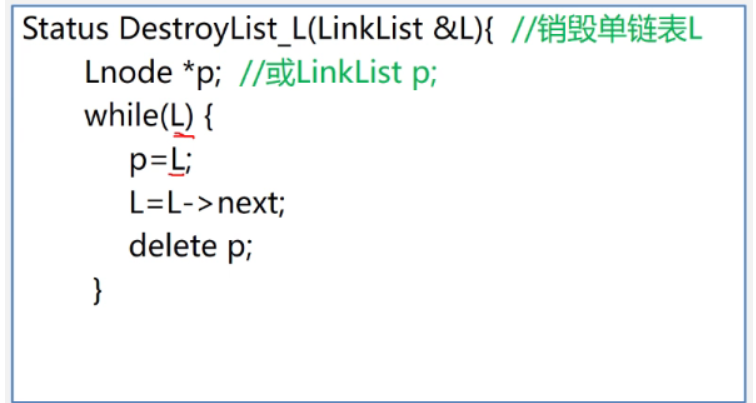 Status DestroyList_L(LinkList &L){ //销毁单链表L
Lnode *p; //或LinkList p;
while(L) {
p=L;
L=L->next;
delete p;
}